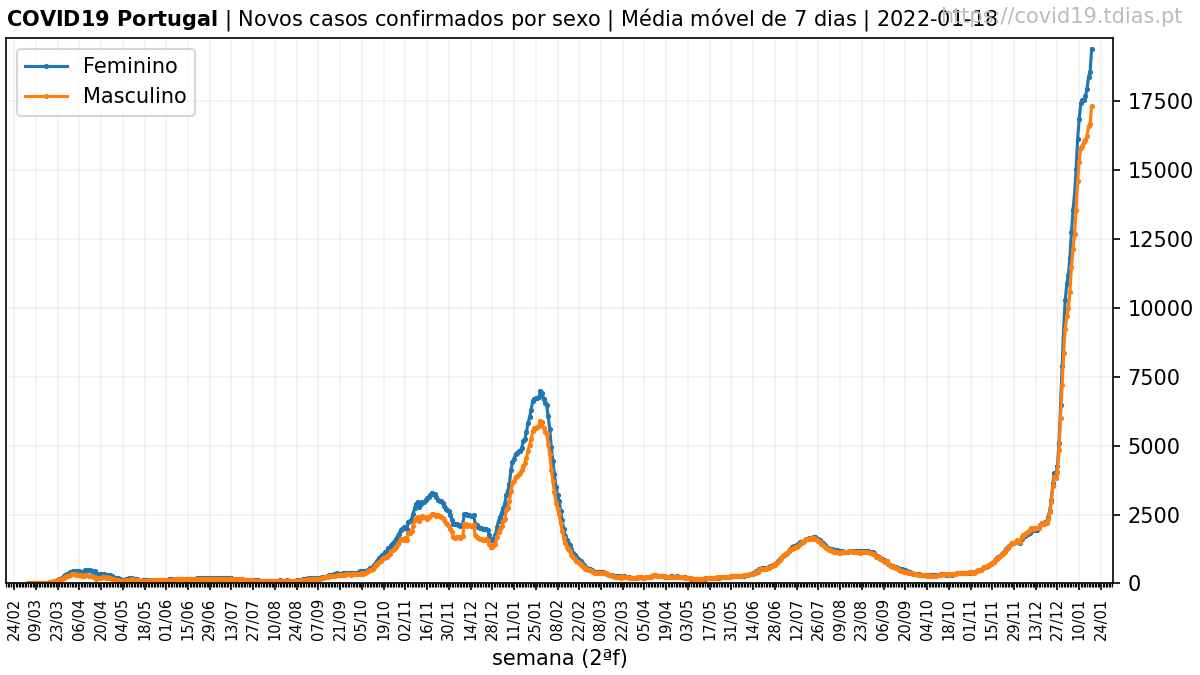 COVID19 Portugal | Novos casos confirmados por sexo | Média móvel de 7 dias | 2022-01-18
https://covid19.tdias.pt
Feminino
Masculino
17500
15000
12500
10000
7500
5000
2500
0
24/02 09/03 23/03 06/04 20/04 04/05 18/05 01/06 15/06 29/06 13/07 27/07 10/08 24/08 07/09 21/09 05/10 19/10 02/11 16/11 30/11 14/12 28/12 11/01 25/01 08/02 22/02 08/03 22/03 05/04 19/04 03/05 17/05 31/05 14/06 28/06 12/07 26/07 09/08 23/08 06/09 20/09 04/10 18/10 01/11 15/11 29/11 13/12 27/12 10/01 24/01
semana (2ªf)